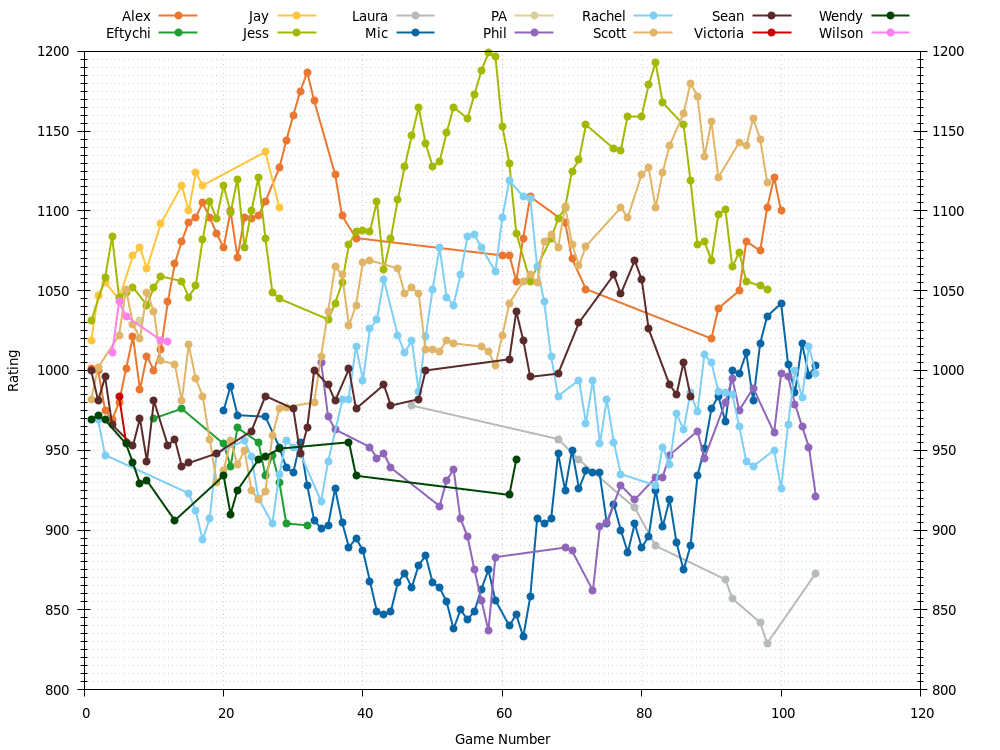 Alex Jay Laura PA Rachel Sean Wendy
Eftychi Jess Mic Phil Scott Victoria Wilson
1200 1200
1150 1150
1100 1100
1050 1050
1000 1000
950 950
900 900
850 850
800 800
Rating
0 20 40 60 80 100 120
Game Number